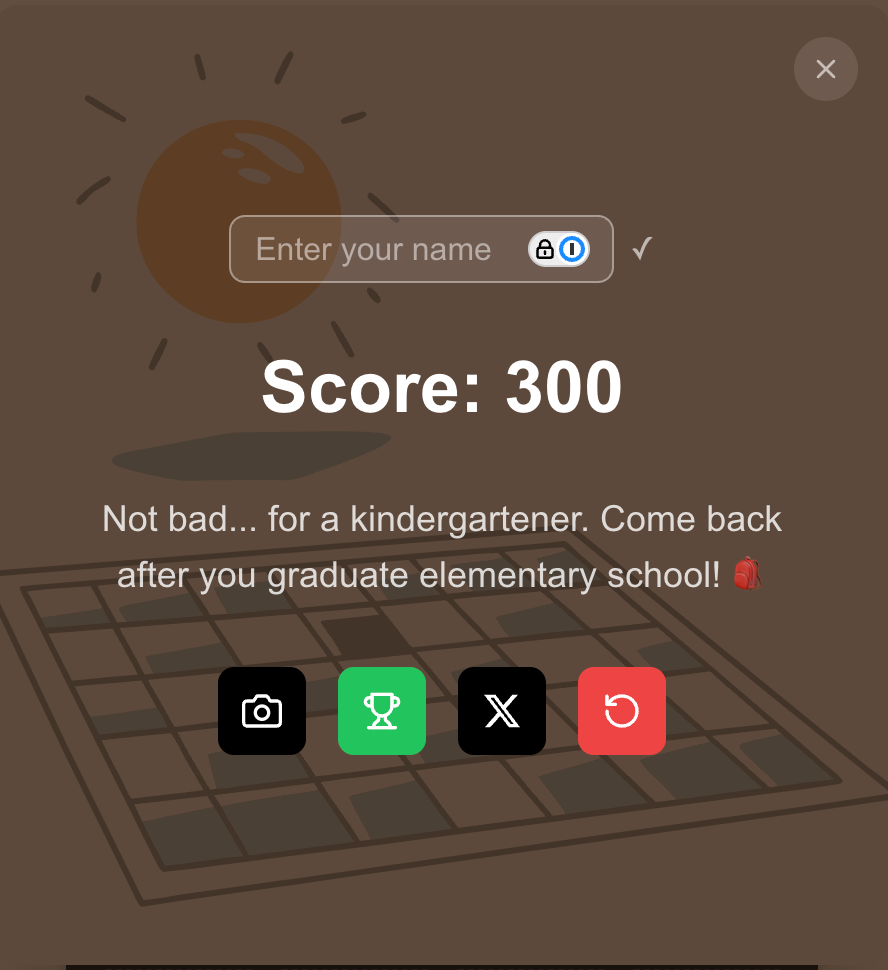 Enter your name
Score: 300
Not bad... for a kindergartener. Come back
after you graduate elementary school! 🎒